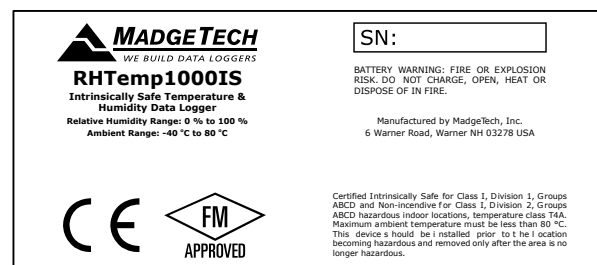 MADGETECH
WE BUILD DATA LOGGERS
RHTemp1000IS
Intrinsically Safe Temperature &
Humidity Data Logger
Relative Humidity Range: 0 % to 100 %
Ambient Range: -40 °C to 80 °C
SN:
BATTERY WARNING: FIRE OR EXPLOSION
RISK. DO NOT CHARGE, OPEN, HEAT OR
DISPOSE OF IN FIRE.
Manufactured by MadgeTech, Inc.
6 Warner Road, Warner NH 03278 USA
CE
FM
APPROVED
Certified Intrinsically Safe for Class I, Division 1, Groups
ABCD and Non-incendive for Class I, Division 2, Groups
ABCD hazardous indoor locations, temperature class T4A.
Maximum ambient temperature must be less than 80 °C.
This device should be installed prior to the location
becoming hazardous and removed only after the area is no
longer hazardous.